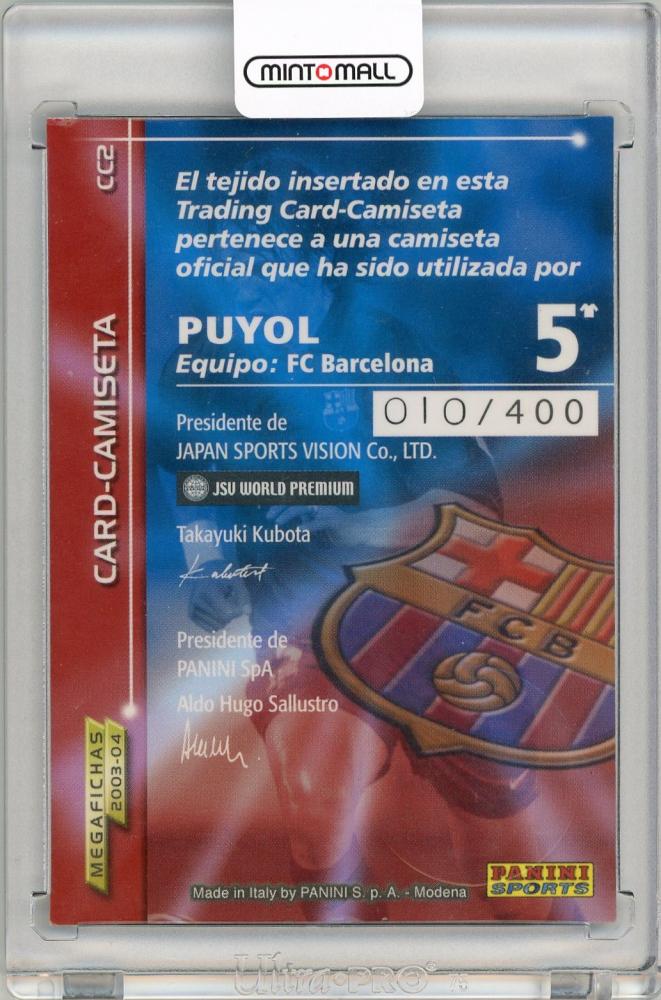 MINTMALL
CC2
CARD-CAMISETA
MEGAFICHAS
2003-04
El tejido insertado en esta
Trading Card-Camiseta
pertenece a una camiseta
oficial que ha sido utilizada por
PUYOL
5
Equipo: FC Barcelona
010/400
Presidente de
JAPAN SPORTS VISION Co., LTD.
JSV WORLD PREMIUM
Takayuki Kubota
Presidente de
PANINI SpA
Aldo Hugo Sallustro
FCB
PANINI
SPORTS
Made in Italy by PANINI S. p. A. - Modena
Ultra·PRO®